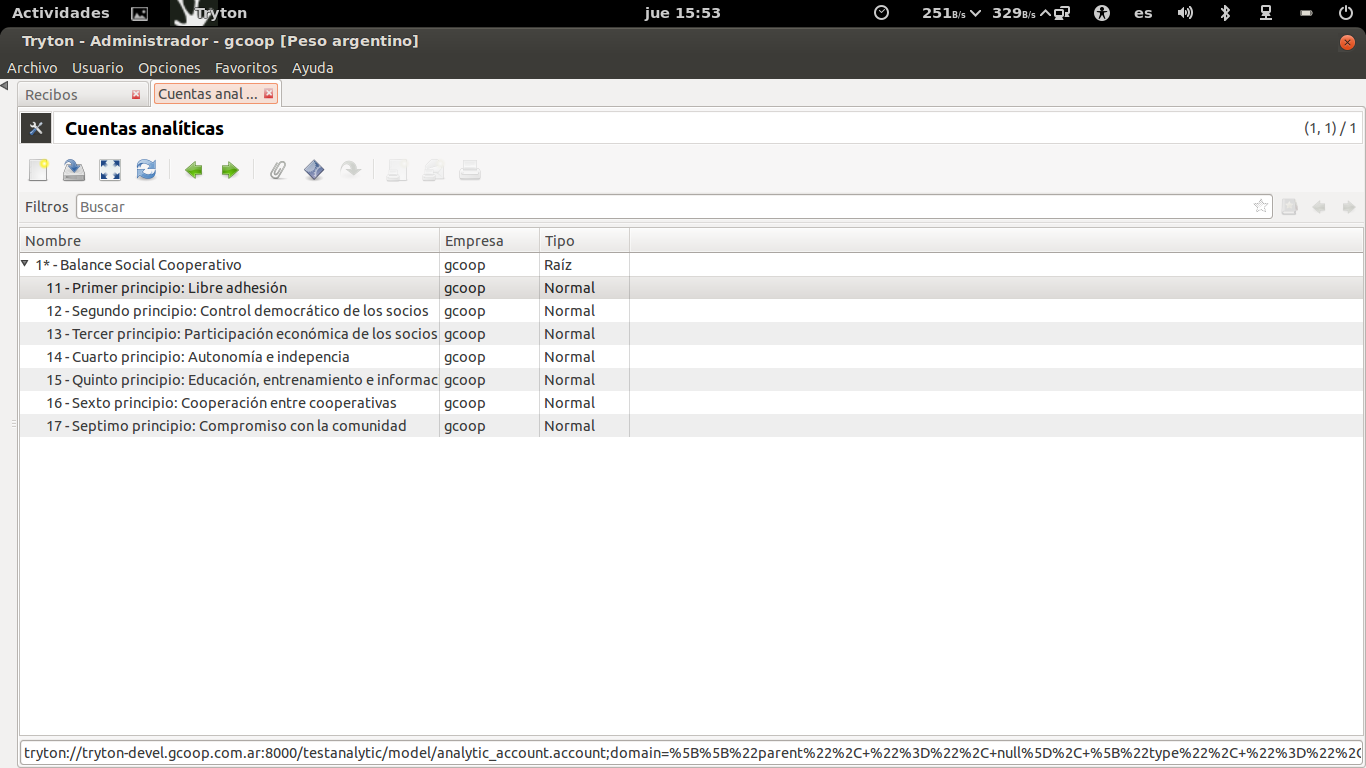 Actividades Tryton jue 15:53 251B/s 329B/s es
Tryton - Administrador - gcoop [Peso argentino]
Archivo Usuario Opciones Favoritos Ayuda
Recibos Cuentas anal ...
Cuentas analíticas (1, 1) / 1
Filtros Buscar
Nombre Empresa Tipo
1* - Balance Social Cooperativo gcoop Raíz
11 - Primer principio: Libre adhesión gcoop Normal
12 - Segundo principio: Control democrático de los socios gcoop Normal
13 - Tercer principio: Participación económica de los socios gcoop Normal
14 - Cuarto principio: Autonomía e indepencia gcoop Normal
15 - Quinto principio: Educación, entrenamiento e informac gcoop Normal
16 - Sexto principio: Cooperación entre cooperativas gcoop Normal
17 - Septimo principio: Compromiso con la comunidad gcoop Normal
tryton://tryton-devel.gcoop.com.ar:8000/testanalytic/model/analytic_account.account;domain=%5B%5B%22parent%22%2C+%22%3D%22%2C+null%5D%2C+%5B%22type%22%2C+%22%3D%22%2C